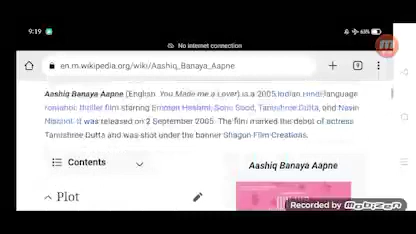 9:19
No internet connection
en.m.wikipedia.org/wiki/Aashiq_Banaya_Aapne
Aashiq Banaya Aapne (English: You Made me a Lover) is a 2005 Indian Hindi-language
romantic thriller film starring Emraan Hashmi, Sonu Sood, Tanushree Dutta, and Navin
Nischol. It was released on 2 September 2005. The film marked the debut of actress
Tanushree Dutta and was shot under the banner Shagun Film Creations.
Contents
Aashiq Banaya Aapne
Plot
Recorded by Mobizen